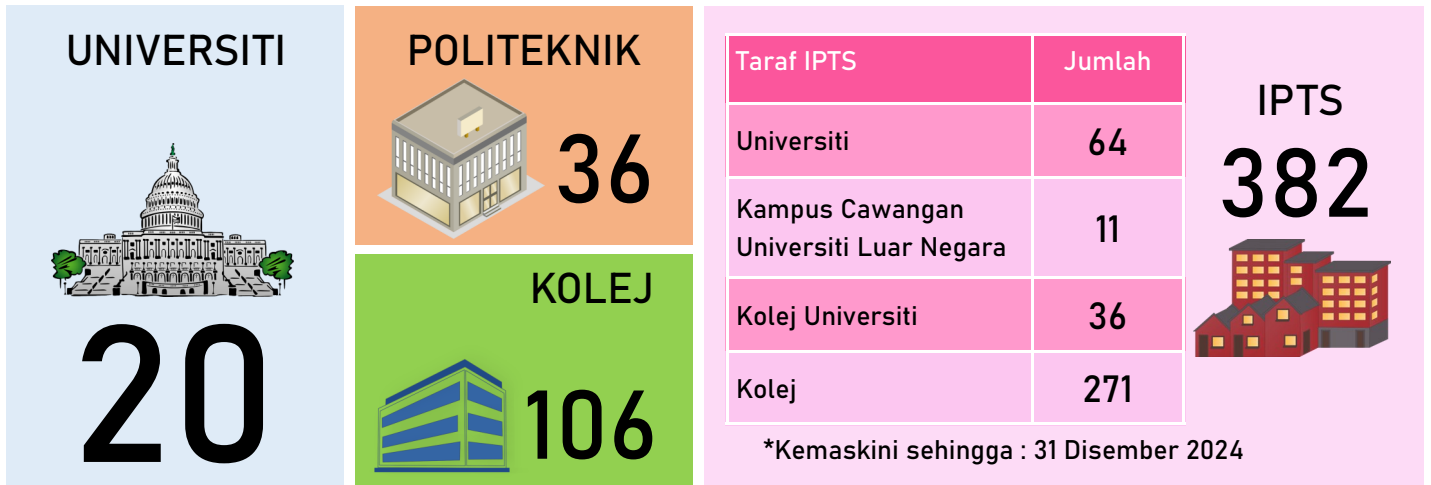 UNIVERSITI
20
POLITEKNIK
36
KOLEJ
106
Taraf IPTS Jumlah
Universiti 64
Kampus Cawangan
Universiti Luar Negara 11
Kolej Universiti 36
Kolej 271
*Kemaskini sehingga : 31 Disember 2024
IPTS
382